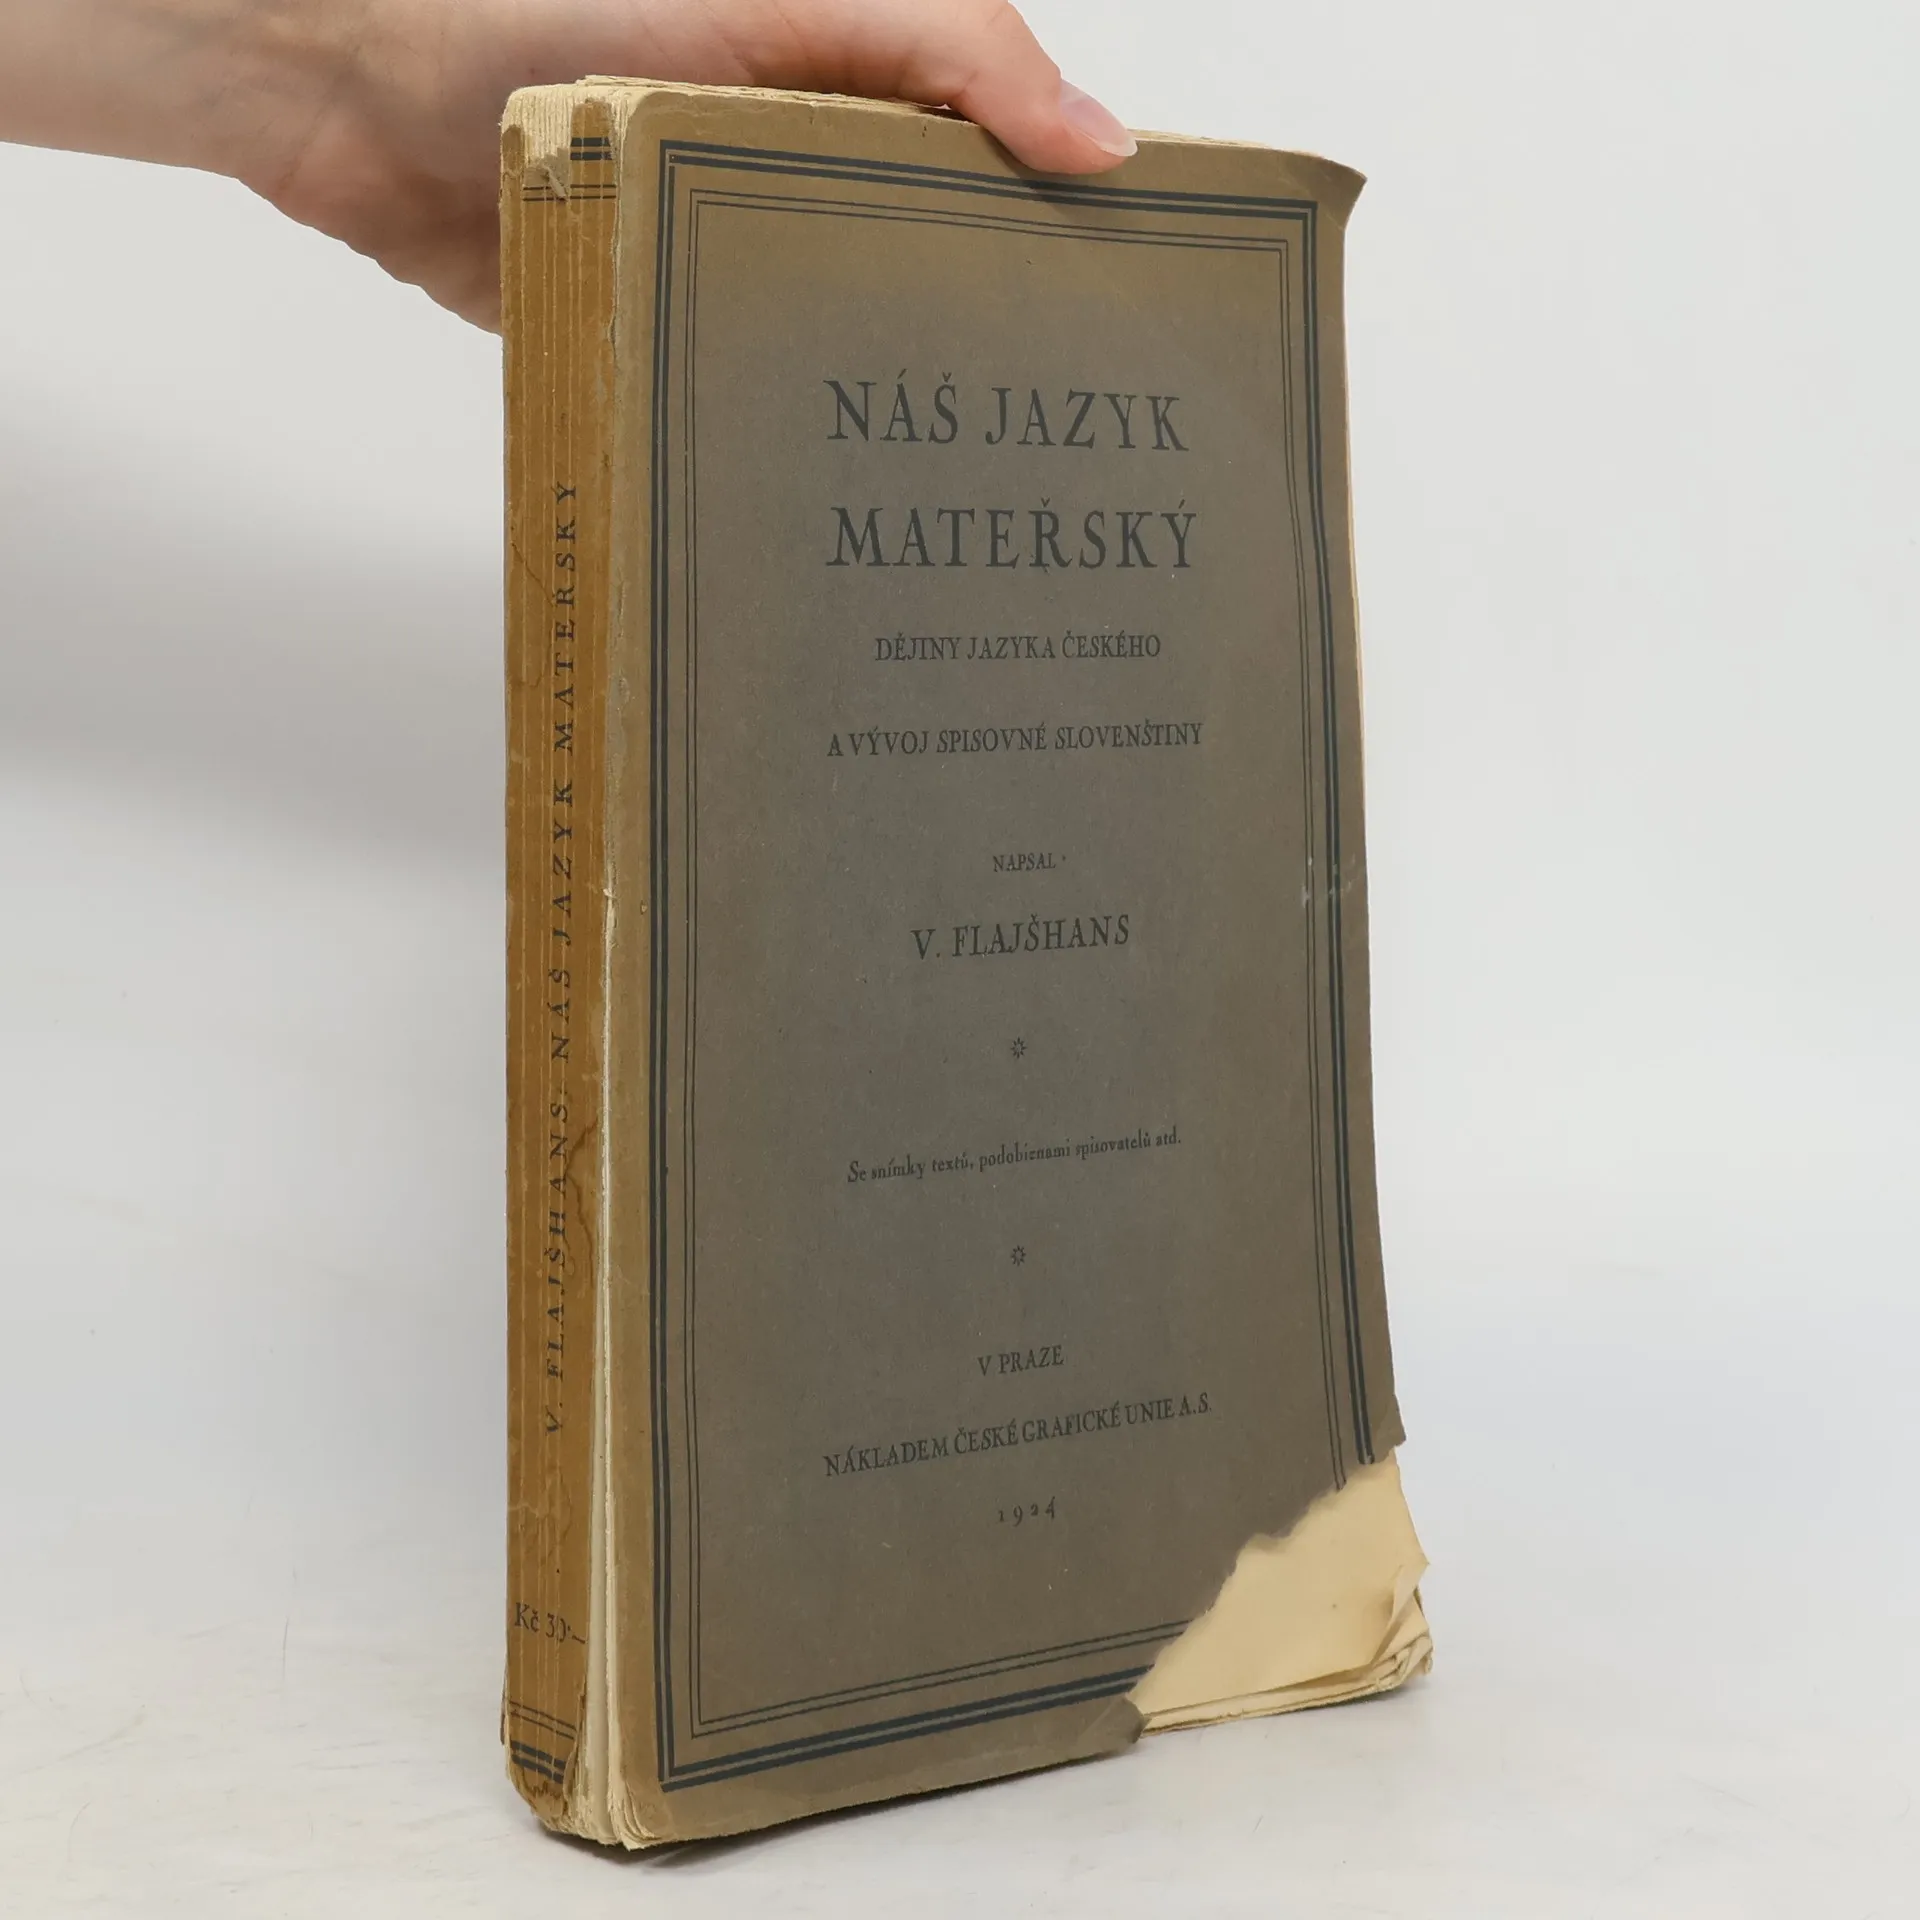 V. FLAJŠHANS: NÁŠ JAZYK MATEŘSKÝ
Kč 30·–
NÁŠ JAZYK
MATEŘSKÝ
DĚJINY JAZYKA ČESKÉHO
A VÝVOJ SPISOVNÉ SLOVENŠTINY
NAPSAL
V. FLAJŠHANS
Se snímky textů, podobiznami spisovatelů atd.
V PRAZE
NÁKLADEM ČESKÉ GRAFICKÉ UNIE A.S.
1924